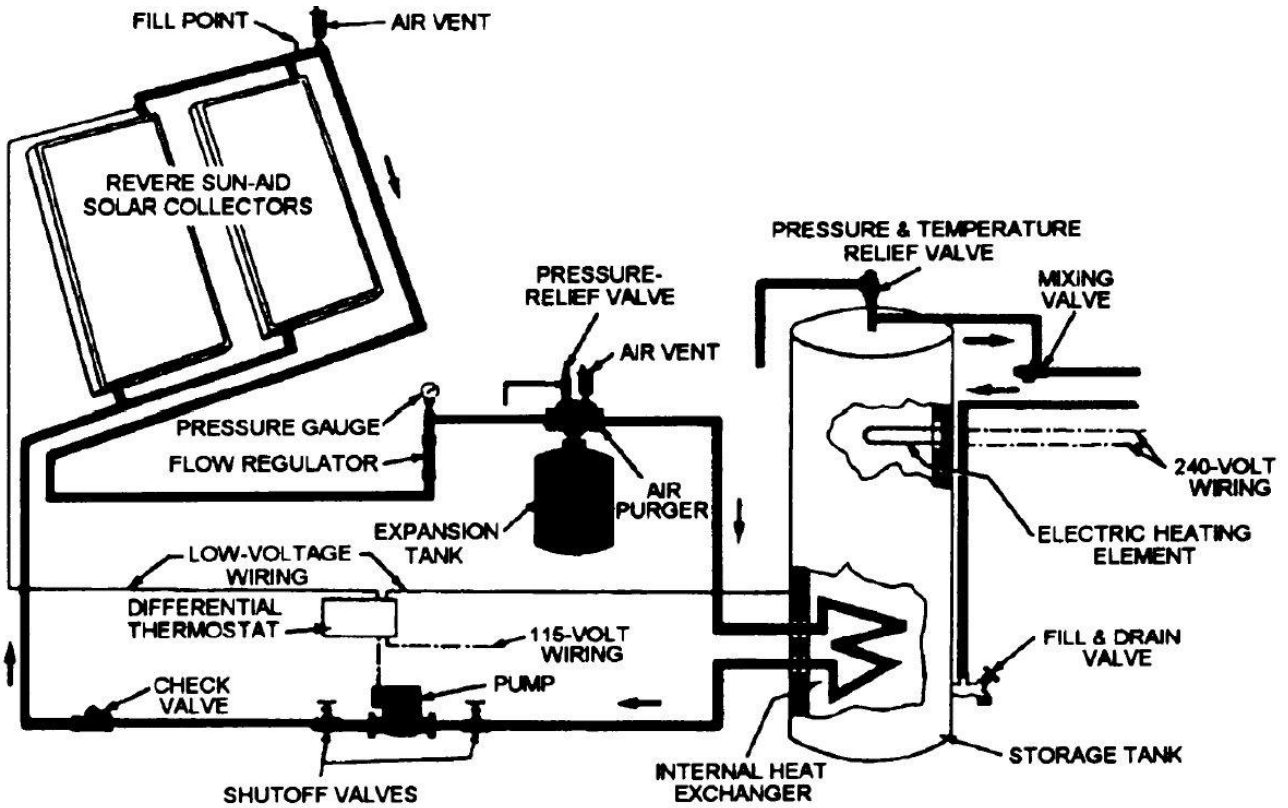 FILL POINT
AIR VENT
REVERE SUN-AID
SOLAR COLLECTORS
PRESSURE & TEMPERATURE
RELIEF VALVE
MIXING
VALVE
PRESSURE-
RELIEF VALVE
AIR VENT
PRESSURE GAUGE
FLOW REGULATOR
AIR
PURGER
EXPANSION
TANK
240-VOLT
WIRING
ELECTRIC HEATING
ELEMENT
LOW-VOLTAGE
WIRING
DIFFERENTIAL
THERMOSTAT
115-VOLT
WIRING
FILL & DRAIN
VALVE
CHECK
VALVE
PUMP
SHUTOFF VALVES
INTERNAL HEAT
EXCHANGER
STORAGE TANK